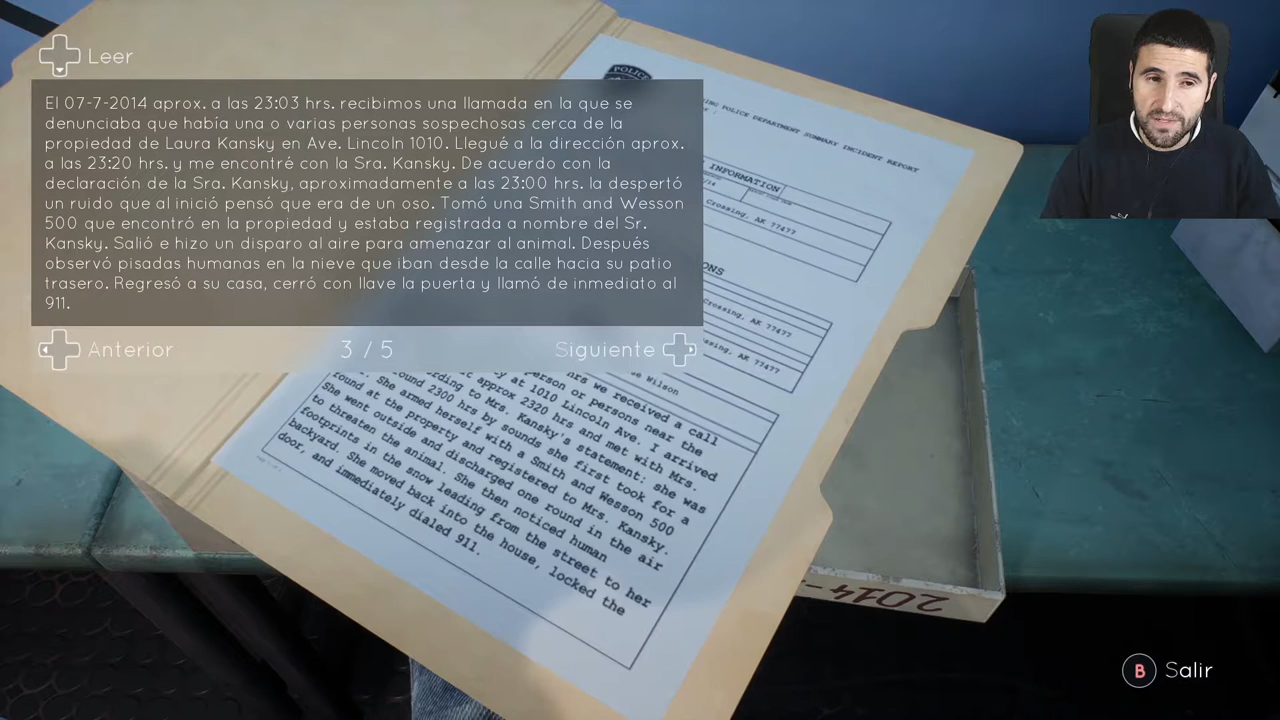 Leer
El 07-7-2014 aprox. a las 23:03 hrs. recibimos una llamada en la que se
denunciaba que había una o varias personas sospechosas cerca de la
propiedad de Laura Kansky en Ave. Lincoln 1010. Llegué a la dirección aprox.
a las 23:20 hrs. y me encontré con la Sra. Kansky. De acuerdo con la
declaración de la Sra. Kansky, aproximadamente a las 23:00 hrs. la despertó
un ruido que al inició pensó que era de un oso. Tomó una Smith and Wesson
500 que encontró en la propiedad y estaba registrada a nombre del Sr.
Kansky. Salió e hizo un disparo al aire para amenazar al animal. Después
observó pisadas humanas en la nieve que iban desde la calle hacia su patio
trasero. Regresó a su casa, cerró con llave la puerta y llamó de inmediato al
911.
Anterior
3 / 5
Siguiente
POLICE
POLICE DEPARTMENT SUMMARY INCIDENT REPORT
INFORMATION
Crossing, AK 77477
Crossing, AK 77477
Crossing, AK 77477
Wilson
hrs we received a call
person or persons near the
y at 1010 Lincoln Ave. I arrived
approx 2320 hrs and met with Mrs.
to Mrs. Kansky's statement: she was
round 2300 hrs by sounds she first took for a
She armed herself with a Smith and Wesson 500
found at the property and registered to Mrs. Kansky.
She went outside and discharged one round in the air
to threaten the animal. She then noticed human
footprints in the snow leading from the street to her
backyard. She moved back into the house, locked the
door, and immediately dialed 911.
2014-
B Salir